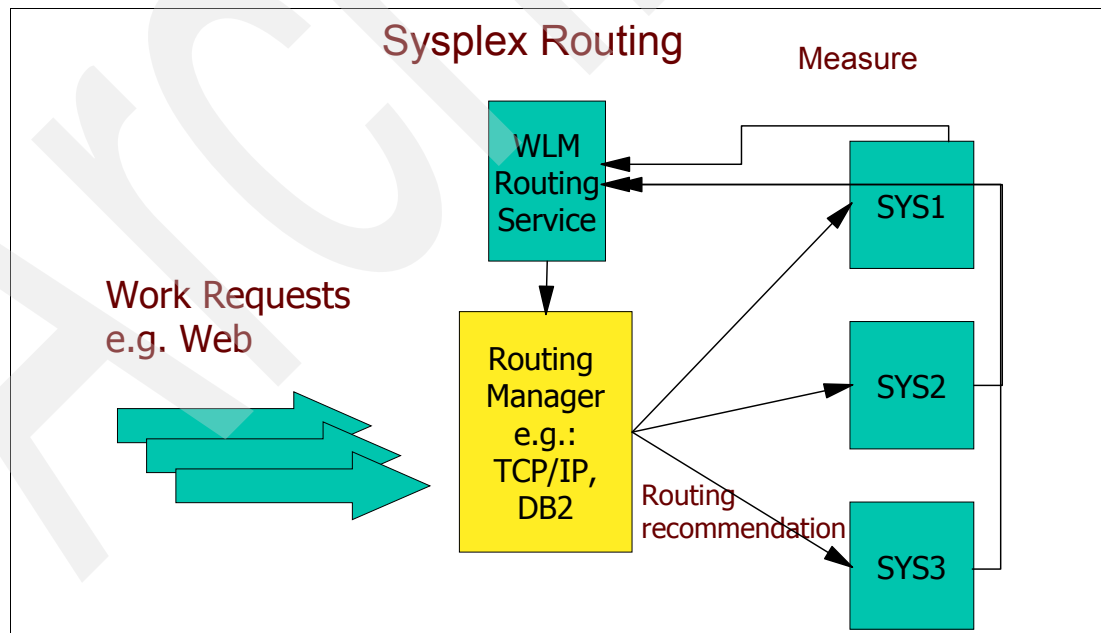 Sysplex Routing
Measure
WLM
Routing
Service
SYS1
Work Requests
e.g. Web
Routing
Manager
e.g.:
TCP/IP,
DB2
SYS2
Routing
recommendation
SYS3